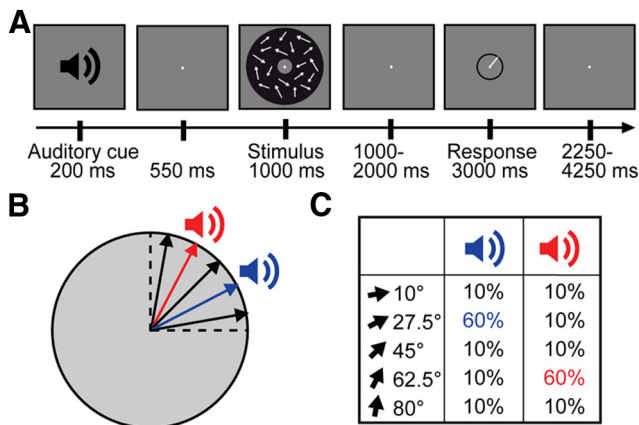 A
Auditory cue
200 ms
550 ms
Stimulus
1000 ms
1000-
2000 ms
Response
3000 ms
2250-
4250 ms
B
C
10° 10% 10%
27.5° 60% 10%
45° 10% 10%
62.5° 10% 60%
80° 10% 10%